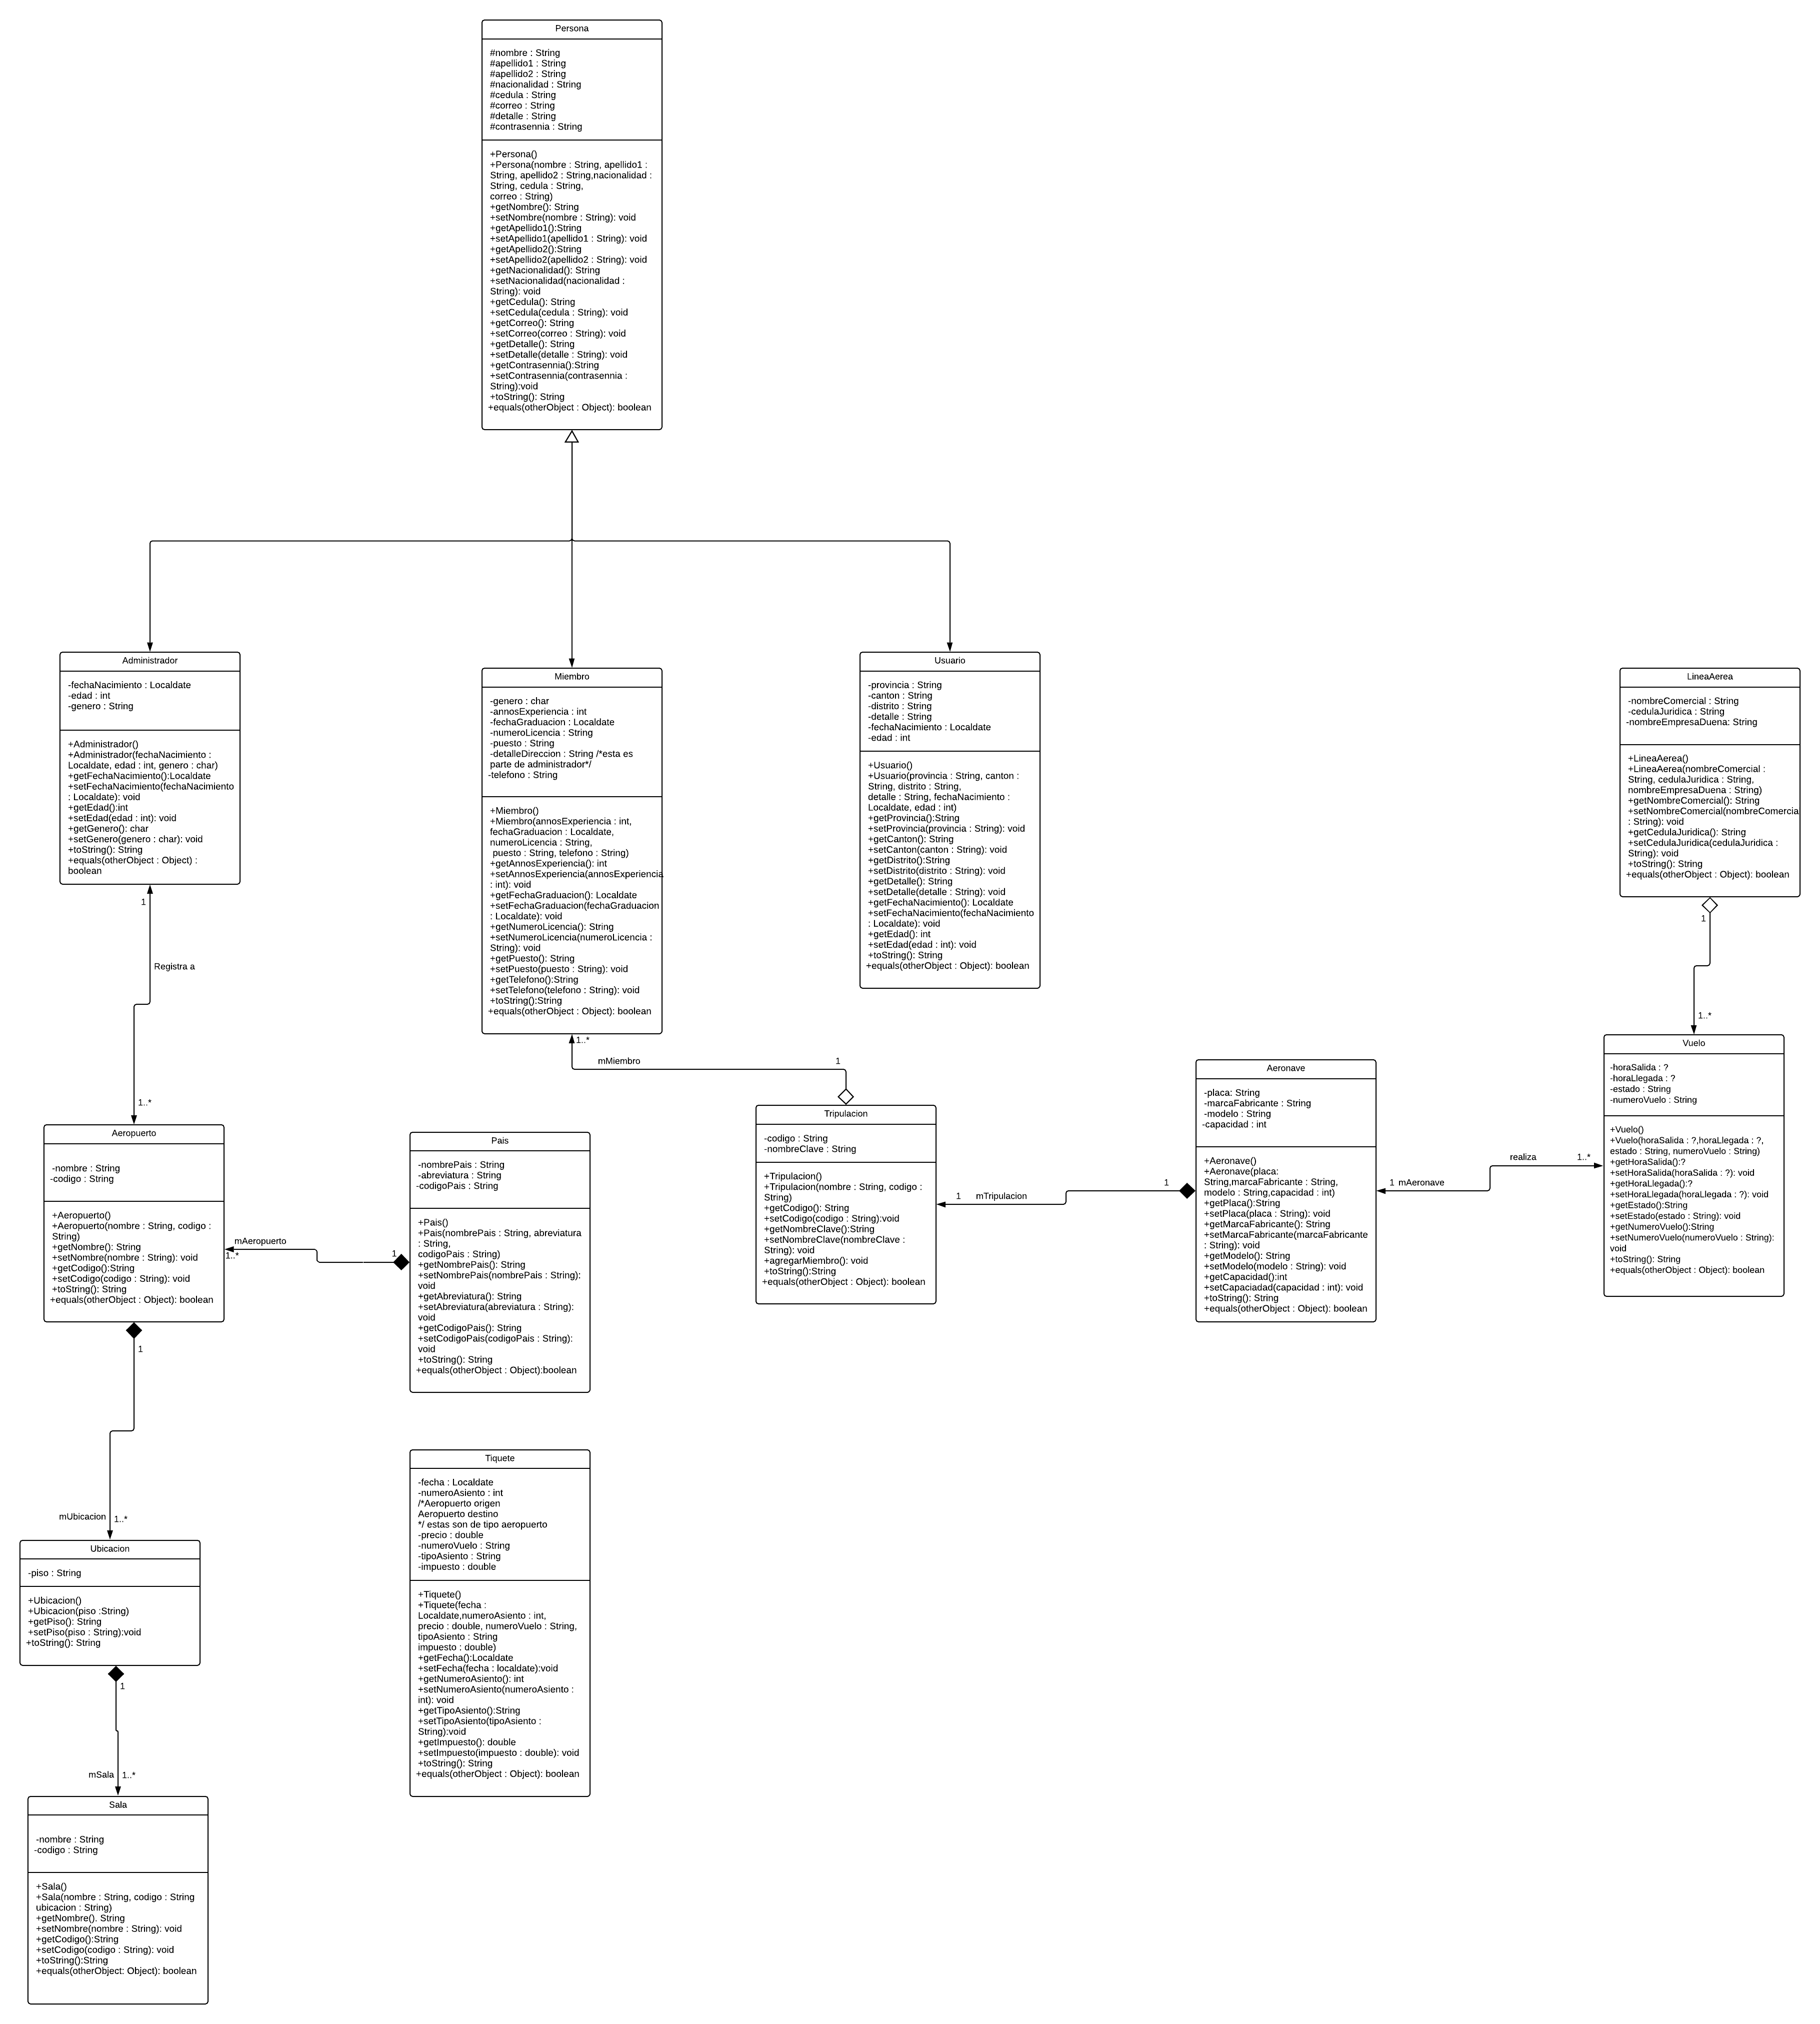 Persona
#nombre : String
#apellido1 : String
#apellido2 : String
#nacionalidad : String
#cedula : String
#correo : String
#detalle : String
#contrasennia : String
+Persona()
+Persona(nombre : String, apellido1 :
String, apellido2 : String,nacionalidad :
String, cedula : String,
correo : String)
+getNombre(): String
+setNombre(nombre : String): void
+getApellido1():String
+setApellido1(apellido1 : String): void
+getApellido2():String
+setApellido2(apellido2 : String): void
+getNacionalidad(): String
+setNacionalidad(nacionalidad :
String): void
+getCedula(): String
+setCedula(cedula : String): void
+getCorreo(): String
+setCorreo(correo : String): void
+getDetalle(): String
+setDetalle(detalle : String): void
+getContrasennia():String
+setContrasennia(contrasennia :
String):void
+toString(): String
+equals(otherObject : Object): boolean
Administrador
-fechaNacimiento : Localdate
-edad : int
-genero : String
+Administrador()
+Administrador(fechaNacimiento :
Localdate, edad : int, genero : char)
+getFechaNacimiento():Localdate
+setFechaNacimiento(fechaNacimiento
: Localdate): void
+getEdad():int
+setEdad(edad : int): void
+getGenero(): char
+setGenero(genero : char): void
+toString(): String
+equals(otherObject : Object) :
boolean
Miembro
-genero : char
-annosExperiencia : int
-fechaGraduacion : Localdate
-numeroLicencia : String
-puesto : String
-detalleDireccion : String /*esta es
parte de administrador*/
-telefono : String
+Miembro()
+Miembro(annosExperiencia : int,
fechaGraduacion : Localdate,
numeroLicencia : String,
puesto : String, telefono : String)
+getAnnosExperiencia(): int
+setAnnosExperiencia(annosExperiencia
: int): void
+getFechaGraduacion(): Localdate
+setFechaGraduacion(fechaGraduacion
: Localdate): void
+getNumeroLicencia(): String
+setNumeroLicencia(numeroLicencia :
String): void
+getPuesto(): String
+setPuesto(puesto : String): void
+getTelefono():String
+setTelefono(telefono : String): void
+toString():String
+equals(otherObject : Object): boolean
Usuario
-provincia : String
-canton : String
-distrito : String
-detalle : String
-fechaNacimiento : Localdate
-edad : int
+Usuario()
+Usuario(provincia : String, canton :
String, distrito : String,
detalle : String, fechaNacimiento :
Localdate, edad : int)
+getProvincia():String
+setProvincia(provincia : String): void
+getCanton(): String
+setCanton(canton : String): void
+getDistrito():String
+setDistrito(distrito : String): void
+getDetalle(): String
+setDetalle(detalle : String): void
+getFechaNacimiento(): Localdate
+setFechaNacimiento(fechaNacimiento
: Localdate): void
+getEdad(): int
+setEdad(edad : int): void
+toString(): String
+equals(otherObject : Object): boolean
LineaAerea
-nombreComercial : String
-cedulaJuridica : String
-nombreEmpresaDuena: String
+LineaAerea()
+LineaAerea(nombreComercial :
String, cedulaJuridica : String,
nombreEmpresaDuena : String)
+getNombreComercial(): String
+setNombreComercial(nombreComercia
: String): void
+getCedulaJuridica(): String
+setCedulaJuridica(cedulaJuridica :
String): void
+toString(): String
+equals(otherObject : Object): boolean
1
Registra a
1..*
1
1..*
1..*
mMiembro
1
Vuelo
-horaSalida : ?
-horaLlegada : ?
-estado : String
-numeroVuelo : String
+Vuelo()
+Vuelo(horaSalida : ?,horaLlegada : ?,
estado : String, numeroVuelo : String)
+getHoraSalida():?
+setHoraSalida(horaSalida : ?): void
+getHoraLlegada():?
+setHoraLlegada(horaLlegada : ?): void
+getEstado():String
+setEstado(estado : String): void
+getNumeroVuelo():String
+setNumeroVuelo(numeroVuelo : String):
void
+toString(): String
+equals(otherObject : Object): boolean
Aeronave
-placa: String
-marcaFabricante : String
-modelo : String
-capacidad : int
+Aeronave()
+Aeronave(placa:
String,marcaFabricante : String,
modelo : String,capacidad : int)
+getPlaca():String
+setPlaca(placa : String): void
+getMarcaFabricante(): String
+setMarcaFabricante(marcaFabricante
: String): void
+getModelo(): String
+setModelo(modelo : String): void
+getCapacidad():int
+setCapaciadad(capacidad : int): void
+toString(): String
+equals(otherObject : Object): boolean
1 mAeronave
realiza
1..*
Tripulacion
-codigo : String
-nombreClave : String
+Tripulacion()
+Tripulacion(nombre : String, codigo :
String)
+getCodigo(): String
+setCodigo(codigo : String):void
+getNombreClave():String
+setNombreClave(nombreClave :
String): void
+agregarMiembro(): void
+toString():String
+equals(otherObject : Object): boolean
1 mTripulacion
1
Aeropuerto
-nombre : String
-codigo : String
+Aeropuerto()
+Aeropuerto(nombre : String, codigo :
String)
+getNombre(): String
+setNombre(nombre : String): void
+getCodigo():String
+setCodigo(codigo : String): void
+toString(): String
+equals(otherObject : Object): boolean
mAeropuerto
1..*
1
Pais
-nombrePais : String
-abreviatura : String
-codigoPais : String
+Pais()
+Pais(nombrePais : String, abreviatura
: String,
codigoPais : String)
+getNombrePais(): String
+setNombrePais(nombrePais : String):
void
+getAbreviatura(): String
+setAbreviatura(abreviatura : String):
void
+getCodigoPais(): String
+setCodigoPais(codigoPais : String):
void
+toString(): String
+equals(otherObject : Object):boolean
1
mUbicacion 1..*
Tiquete
-fecha : Localdate
-numeroAsiento : int
/*Aeropuerto origen
Aeropuerto destino
*/ estas son de tipo aeropuerto
-precio : double
-numeroVuelo : String
-tipoAsiento : String
-impuesto : double
+Tiquete()
+Tiquete(fecha :
Localdate,numeroAsiento : int,
precio : double, numeroVuelo : String,
tipoAsiento : String
impuesto : double)
+getFecha():Localdate
+setFecha(fecha : localdate):void
+getNumeroAsiento(): int
+setNumeroAsiento(numeroAsiento :
int): void
+getTipoAsiento():String
+setTipoAsiento(tipoAsiento :
String):void
+getImpuesto(): double
+setImpuesto(impuesto : double): void
+toString(): String
+equals(otherObject : Object): boolean
Ubicacion
-piso : String
+Ubicacion()
+Ubicacion(piso :String)
+getPiso(): String
+setPiso(piso : String):void
+toString(): String
1
mSala 1..*
Sala
-nombre : String
-codigo : String
+Sala()
+Sala(nombre : String, codigo : String
ubicacion : String)
+getNombre(). String
+setNombre(nombre : String): void
+getCodigo():String
+setCodigo(codigo : String): void
+toString():String
+equals(otherObject: Object): boolean